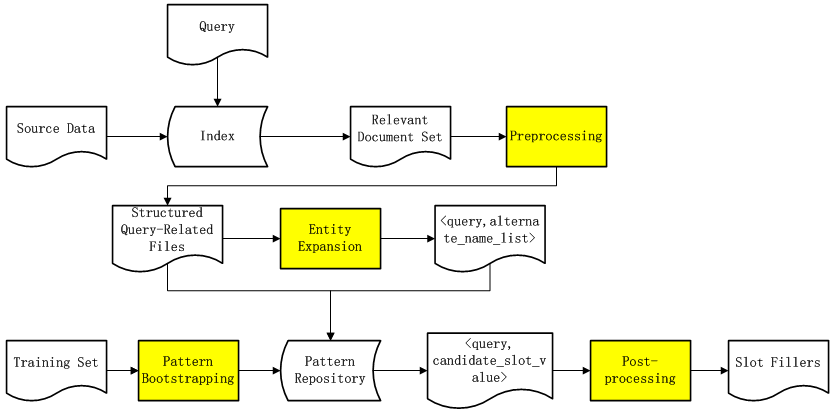 Query
Source Data
Index
Relevant
Document Set
Preprocessing
Structured
Query-Related
Files
Entity
Expansion
<query,alterna
te_name_list>
Training Set
Pattern
Bootstrapping
Pattern
Repository
<query,
candidate_slot_v
alue>
Post-
processing
Slot Fillers